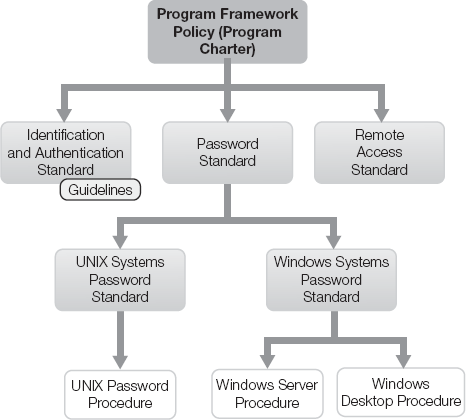 Program Framework
Policy (Program
Charter)
Identification
and Authentication
Standard
Guidelines
Password
Standard
Remote
Access
Standard
UNIX Systems
Password
Standard
Windows Systems
Password
Standard
UNIX Password
Procedure
Windows Server
Procedure
Windows
Desktop Procedure